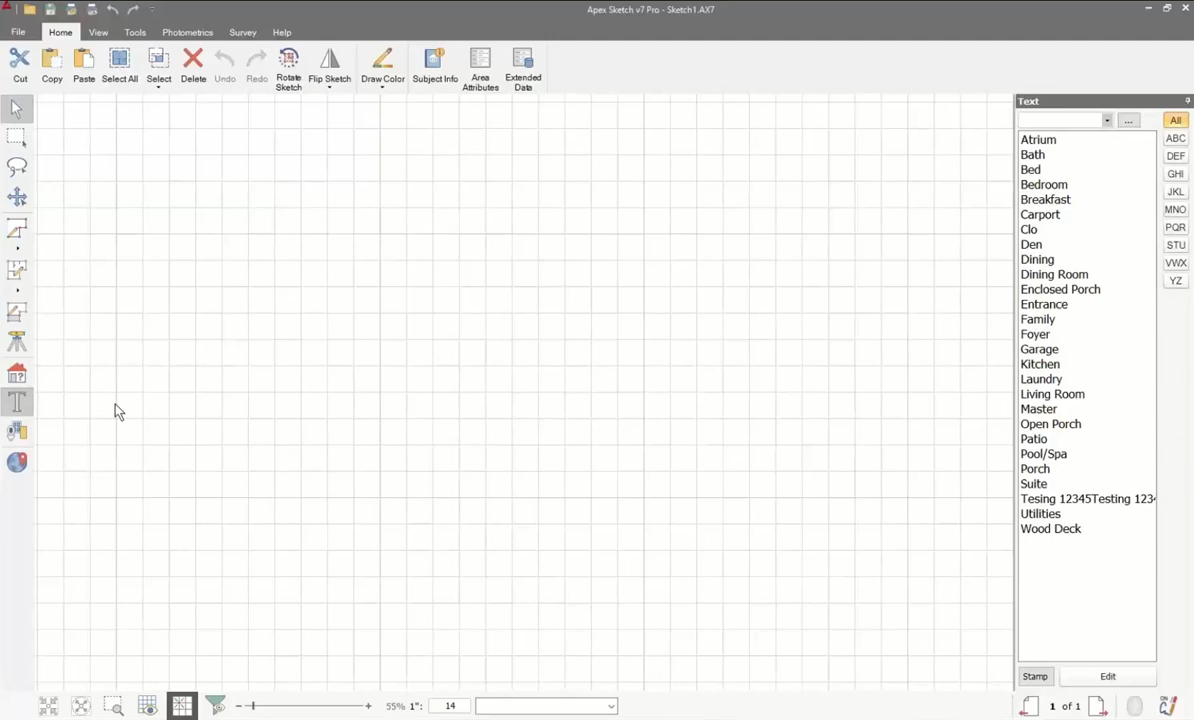 Apex Sketch v7 Pro - Sketch1.AX7
File Home View Tools Photometrics Survey Help
Cut Copy Paste Select All Select Delete Undo Redo Rotate Sketch Flip Sketch Draw Color Subject Info Area Attributes Extended Data
Text
... All
ABC
DEF
GHI
JKL
MNO
PQR
STU
VWX
YZ
Atrium
Bath
Bed
Bedroom
Breakfast
Carport
Clo
Den
Dining
Dining Room
Enclosed Porch
Entrance
Family
Foyer
Garage
Kitchen
Laundry
Living Room
Master
Open Porch
Patio
Pool/Spa
Porch
Suite
Tesing 12345Testing 123
Utilities
Wood Deck
Stamp Edit
T
55% 1": 14
1 of 1
ON